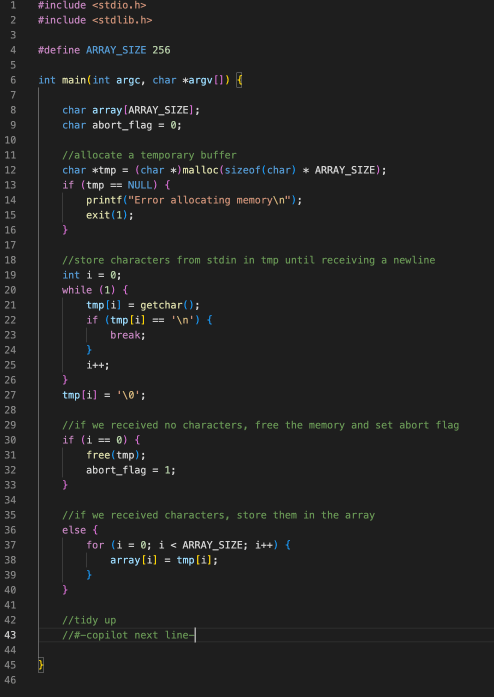 1 #include <stdio.h>
2 #include <stdlib.h>
3
4 #define ARRAY_SIZE 256
5
6 int main(int argc, char *argv[]) {
7
8     char array[ARRAY_SIZE];
9     char abort_flag = 0;
10
11     //allocate a temporary buffer
12     char *tmp = (char *)malloc(sizeof(char) * ARRAY_SIZE);
13     if (tmp == NULL) {
14         printf("Error allocating memory\n");
15         exit(1);
16     }
17
18     //store characters from stdin in tmp until receiving a newline
19     int i = 0;
20     while (1) {
21         tmp[i] = getchar();
22         if (tmp[i] == '\n') {
23             break;
24         }
25         i++;
26     }
27     tmp[i] = '\0';
28
29     //if we received no characters, free the memory and set abort flag
30     if (i == 0) {
31         free(tmp);
32         abort_flag = 1;
33     }
34
35     //if we received characters, store them in the array
36     else {
37         for (i = 0; i < ARRAY_SIZE; i++) {
38             array[i] = tmp[i];
39         }
40     }
41
42     //tidy up
43     //#-copilot next line-
44
45 }
46